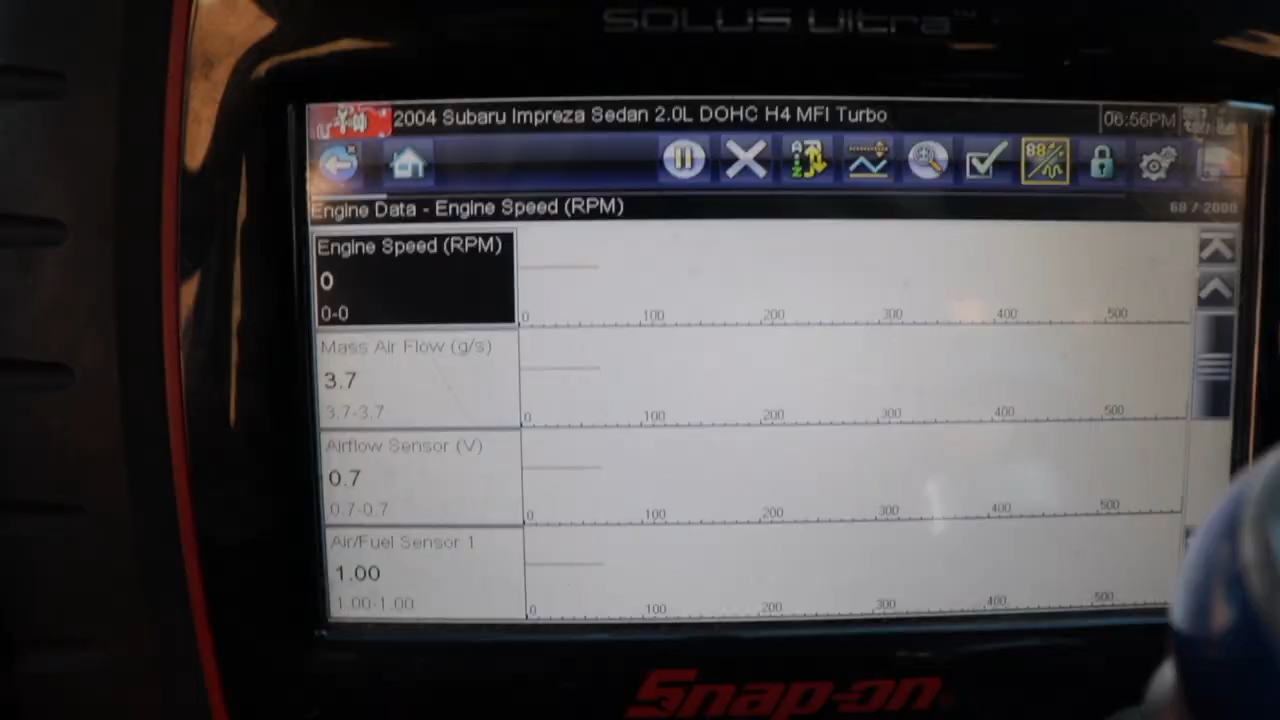 SOLUS Ultra™
2004 Subaru Impreza Sedan 2.0L DOHC H4 MFI Turbo
06:56PM
Engine Data - Engine Speed (RPM)
68 / 2000
Engine Speed (RPM)
0
0-0
0 100 200 300 400 500
Mass Air Flow (g/s)
3.7
3.7-3.7
0 100 200 300 400 500
Airflow Sensor (V)
0.7
0.7-0.7
0 100 200 300 400 500
Air/Fuel Sensor 1
1.00
1.00-1.00
0 100 200 300 400 500
Snap-on